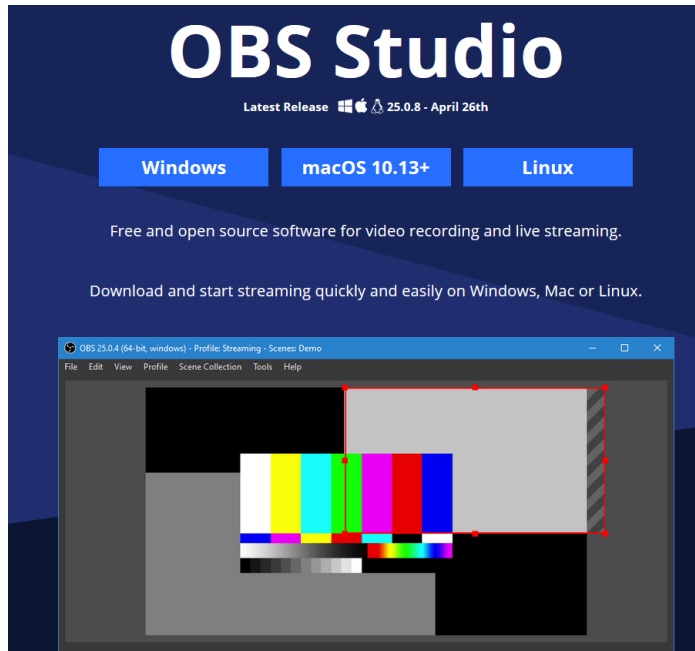 OBS Studio
Latest Release 25.0.8 - April 26th
Windows macOS 10.13+ Linux
Free and open source software for video recording and live streaming.
Download and start streaming quickly and easily on Windows, Mac or Linux.
OBS 25.0.4 (64-bit, windows) - Profile: Streaming - Scenes: Demo
File Edit View Profile Scene Collection Tools Help